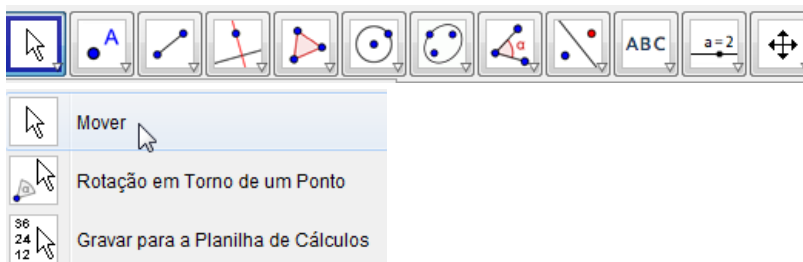 A
α
ABC
a=2
Mover
α
Rotação em Torno de um Ponto
36
24
12
Gravar para a Planilha de Cálculos